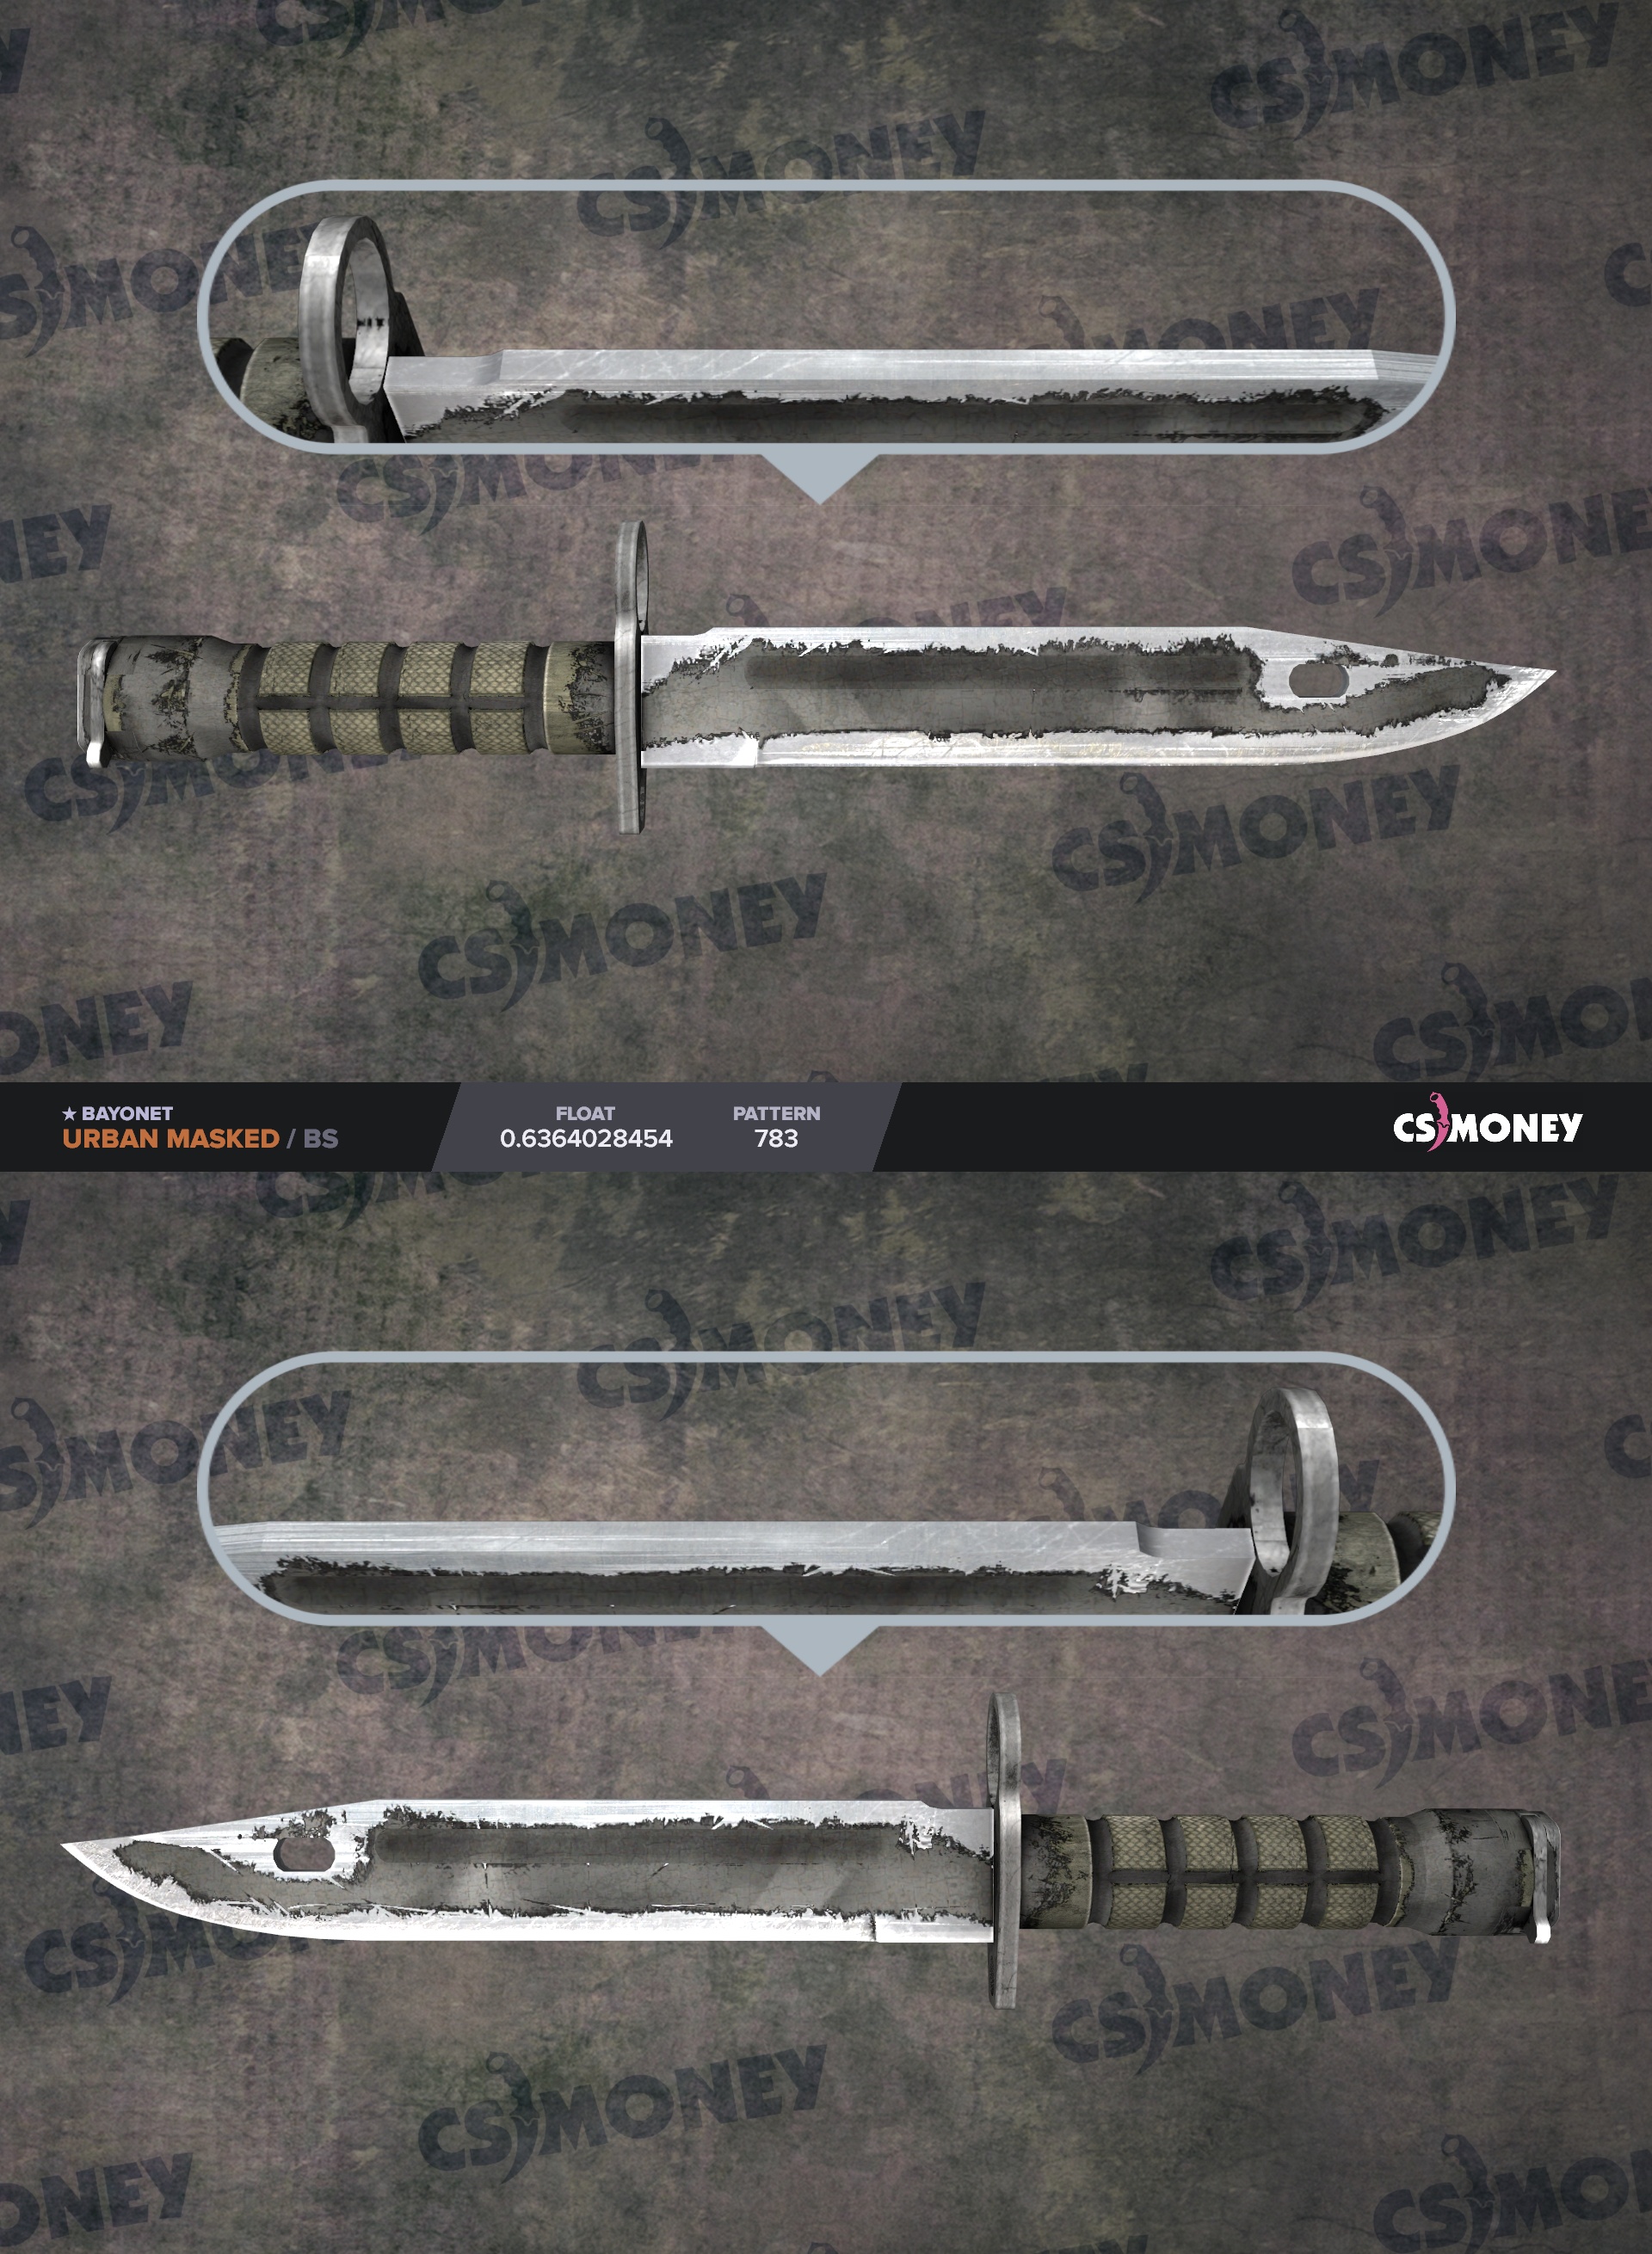 ★ BAYONET
URBAN MASKED / BS
FLOAT
0.6364028454
PATTERN
783
CS MONEY